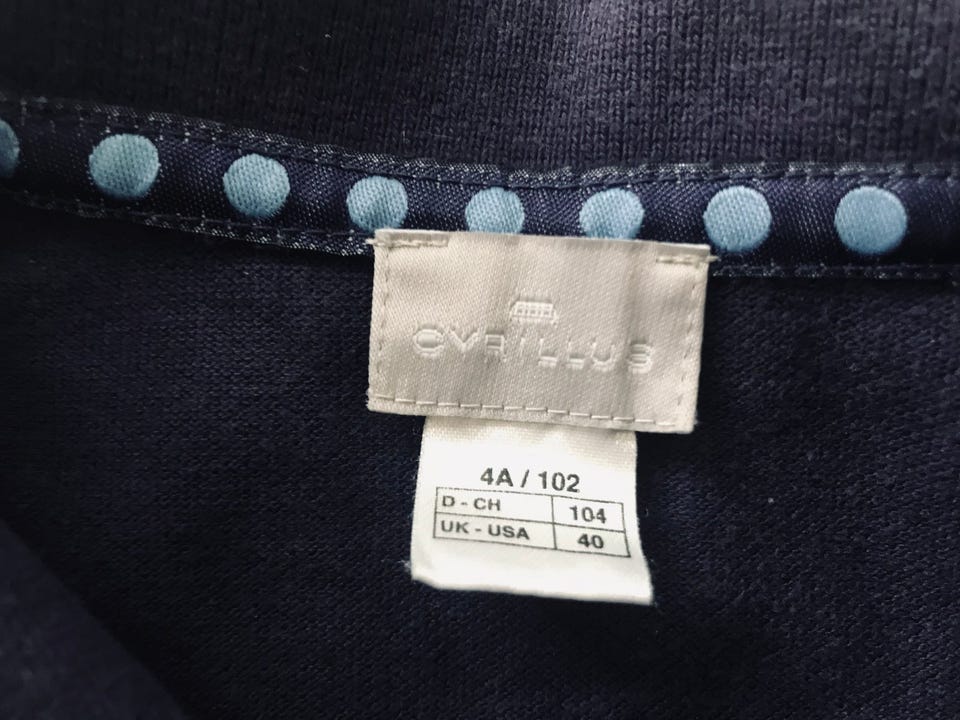 CYRILLUS
4A / 102
D - CH 104
UK - USA 40